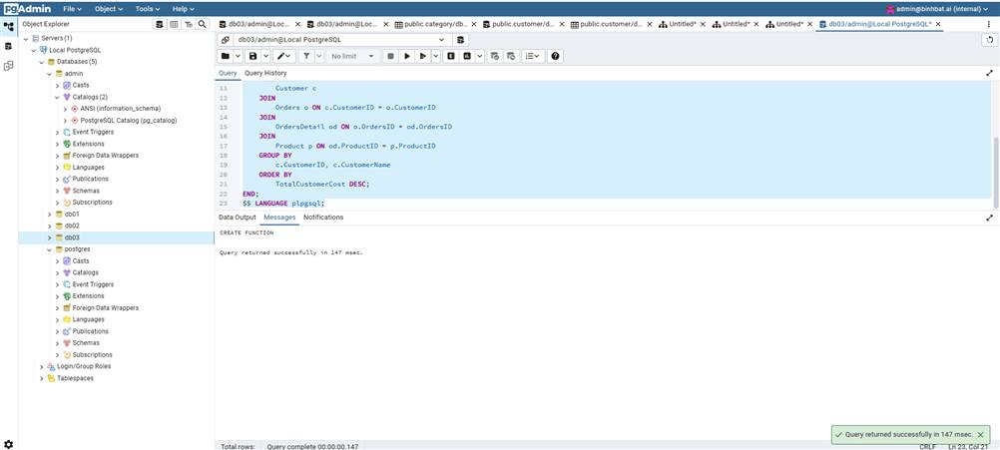 pgAdmin File Object Tools Help admin@binhbat.ai (internal)
Object Explorer
db03/admin@Loc... db03/admin@Loc... public.category/db... public.customer/d... public.customer/d... Untitled* Untitled* Untitled* db03/admin@Local PostgreSQL*
Servers (1)
Local PostgreSQL
Databases (5)
admin
Casts
Catalogs (2)
ANSI (information_schema)
PostgreSQL Catalog (pg_catalog)
Event Triggers
Extensions
Foreign Data Wrappers
Languages
Publications
Schemas
Subscriptions
db01
db02
db03
postgres
Casts
Catalogs
Event Triggers
Extensions
Foreign Data Wrappers
Languages
Publications
Schemas
Subscriptions
Login/Group Roles
Tablespaces
db03/admin@Local PostgreSQL
No limit
Query Query History
11 Customer c
12 JOIN
13 Orders o ON c.CustomerID = o.CustomerID
14 JOIN
15 OrdersDetail od ON o.OrdersID = od.OrdersID
16 JOIN
17 Product p ON od.ProductID = p.ProductID
18 GROUP BY
19 c.CustomerID, c.CustomerName
20 ORDER BY
21 TotalCustomerCost DESC;
22 END;
23 $$ LANGUAGE plpgsql;
Data Output Messages Notifications
CREATE FUNCTION
Query returned successfully in 147 msec.
Query returned successfully in 147 msec.
Total rows: Query complete 00:00:00.147 CRLF Ln 23, Col 21